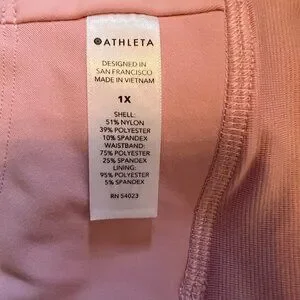 ATHLETA
DESIGNED IN
SAN FRANCISCO
MADE IN VIETNAM
1X
SHELL:
51% NYLON
39% POLYESTER
10% SPANDEX
WAISTBAND:
75% POLYESTER
25% SPANDEX
LINING:
95% POLYESTER
5% SPANDEX
RN 54023